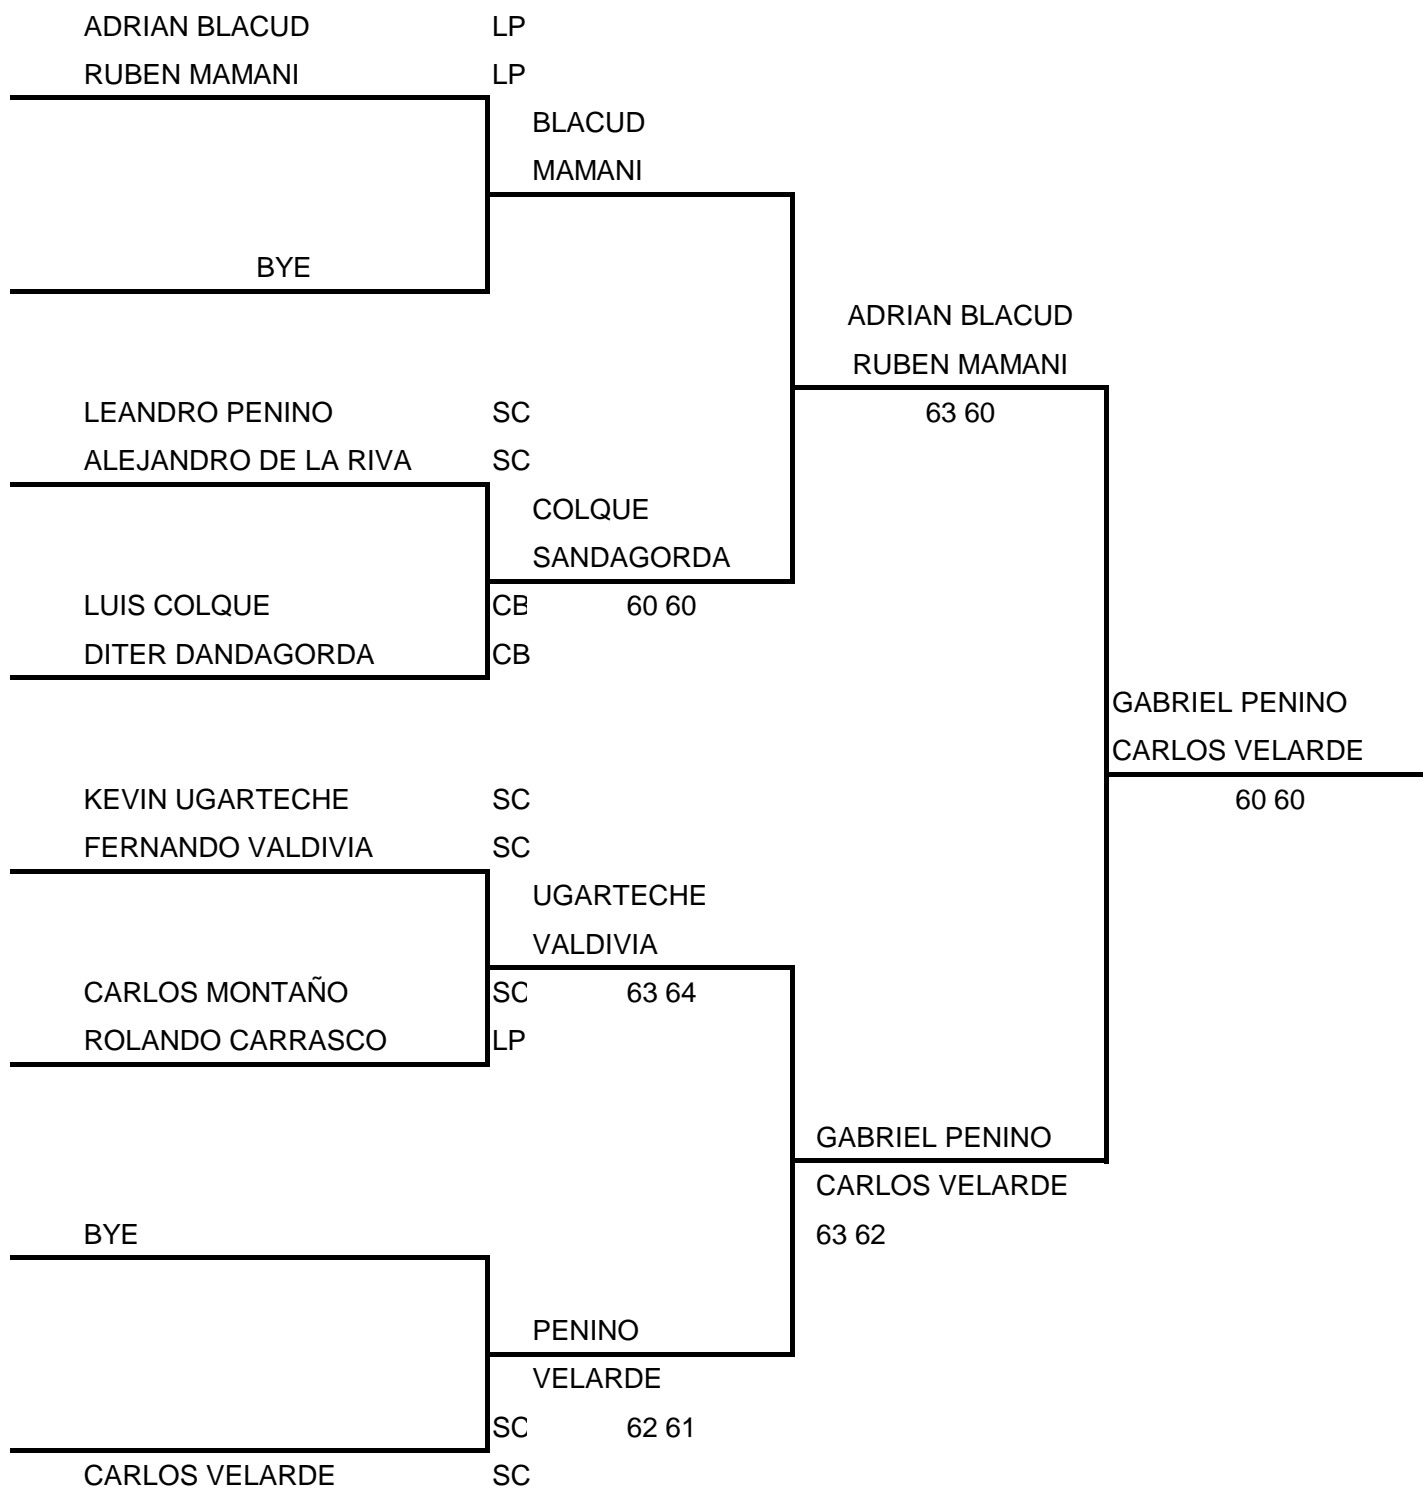 ADRIAN BLACUD LP
RUBEN MAMANI LP
BLACUD
MAMANI
BYE
ADRIAN BLACUD
RUBEN MAMANI
LEANDRO PENINO SC 63 60
ALEJANDRO DE LA RIVA SC
COLQUE
SANDAGORDA
LUIS COLQUE CB 60 60
DITER DANDAGORDA CB
GABRIEL PENINO
CARLOS VELARDE
KEVIN UGARTECHE SC 60 60
FERNANDO VALDIVIA SC
UGARTECHE
VALDIVIA
CARLOS MONTAÑO SC 63 64
ROLANDO CARRASCO LP
GABRIEL PENINO
CARLOS VELARDE
BYE 63 62
PENINO
VELARDE
SC 62 61
CARLOS VELARDE SC